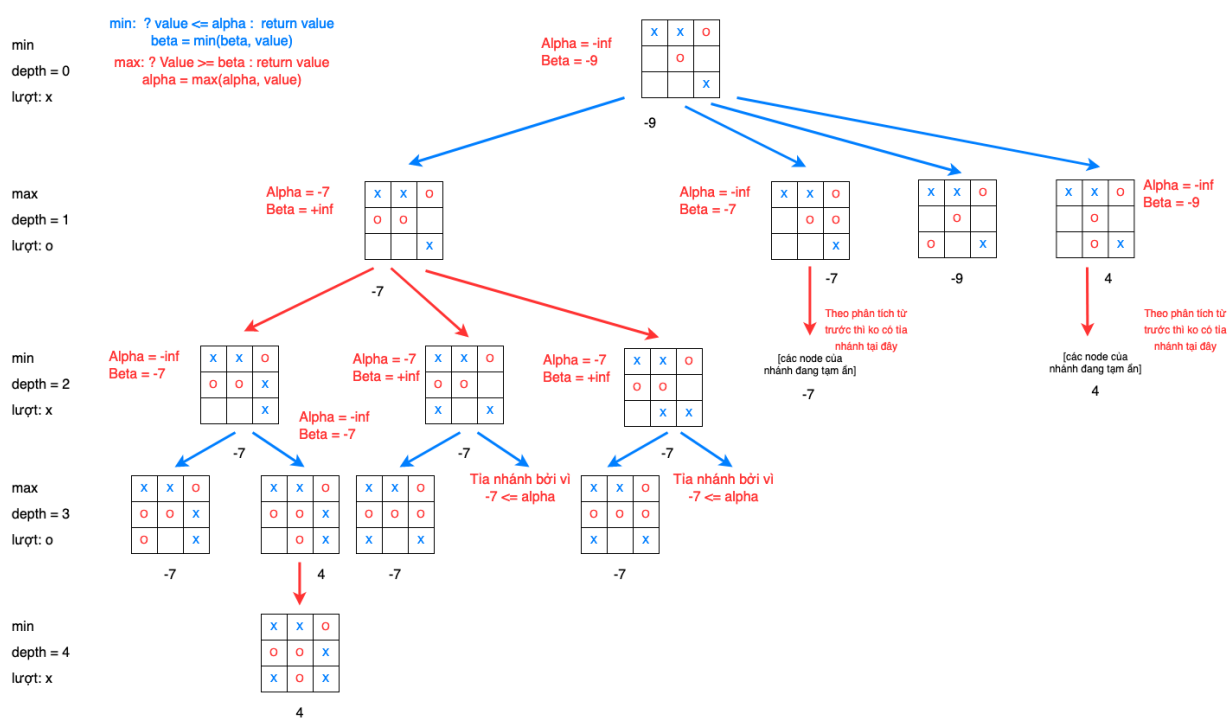 min: ? value <= alpha : return value
beta = min(beta, value)
max: ? Value >= beta : return value
alpha = max(alpha, value)
min
depth = 0
lượt: x
Alpha = -inf
Beta = -9
X X O
O
X
-9
max
depth = 1
lượt: o
Alpha = -7
Beta = +inf
X X O
O O
X
-7
Alpha = -inf
Beta = -7
X X O
O O
X
-7
X X O
O
O X
-9
X X O
O
O X
Alpha = -inf
Beta = -9
4
Theo phân tích từ
trước thì ko có tỉa
nhánh tại đây
[các node của
nhánh đang tạm ẩn]
-7
Theo phân tích từ
trước thì ko có tỉa
nhánh tại đây
[các node của
nhánh đang tạm ẩn]
4
min
depth = 2
lượt: x
Alpha = -inf
Beta = -7
X X O
O O X
X
-7
Alpha = -7
Beta = +inf
X X O
O O
X X
-7
Alpha = -7
Beta = +inf
X X O
O O
X X
-7
Alpha = -inf
Beta = -7
max
depth = 3
lượt: o
X X O
O O X
O X
-7
X X O
O O X
O X
4
X X O
O O O
X X
-7
Tỉa nhánh bởi vì
-7 <= alpha
X X O
O O O
X X
-7
Tỉa nhánh bởi vì
-7 <= alpha
min
depth = 4
lượt: x
X X O
O O X
X O X
4